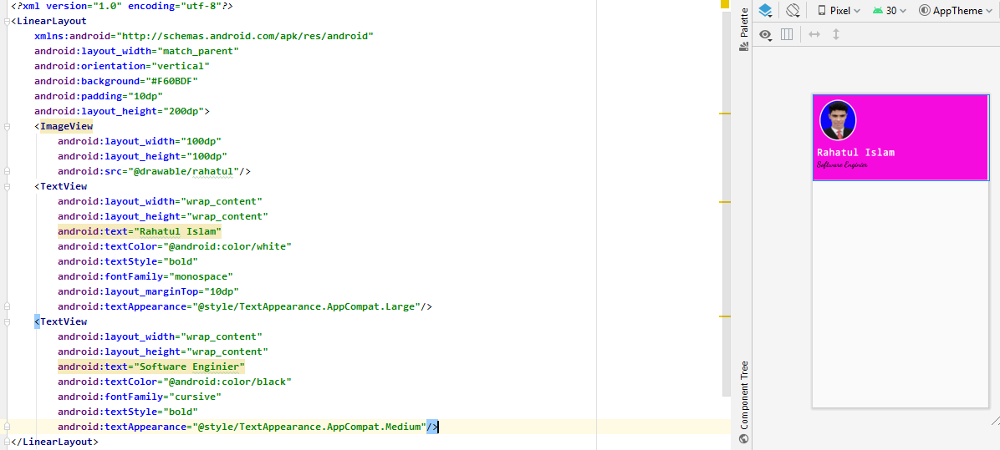 <?xml version="1.0" encoding="utf-8"?>
<LinearLayout
xmlns:android="http://schemas.android.com/apk/res/android"
android:layout_width="match_parent"
android:orientation="vertical"
android:background="#F60BDF"
android:padding="10dp"
android:layout_height="200dp">
<ImageView
android:layout_width="100dp"
android:layout_height="100dp"
android:src="@drawable/rahatul"/>
<TextView
android:layout_width="wrap_content"
android:layout_height="wrap_content"
android:text="Rahatul Islam"
android:textColor="@android:color/white"
android:textStyle="bold"
android:fontFamily="monospace"
android:layout_marginTop="10dp"
android:textAppearance="@style/TextAppearance.AppCompat.Large"/>
<TextView
android:layout_width="wrap_content"
android:layout_height="wrap_content"
android:text="Software Enginier"
android:textColor="@android:color/black"
android:fontFamily="cursive"
android:textStyle="bold"
android:textAppearance="@style/TextAppearance.AppCompat.Medium"/>
</LinearLayout>
Palette
Component Tree
Pixel
30
AppTheme
Rahatul Islam
Software Enginier